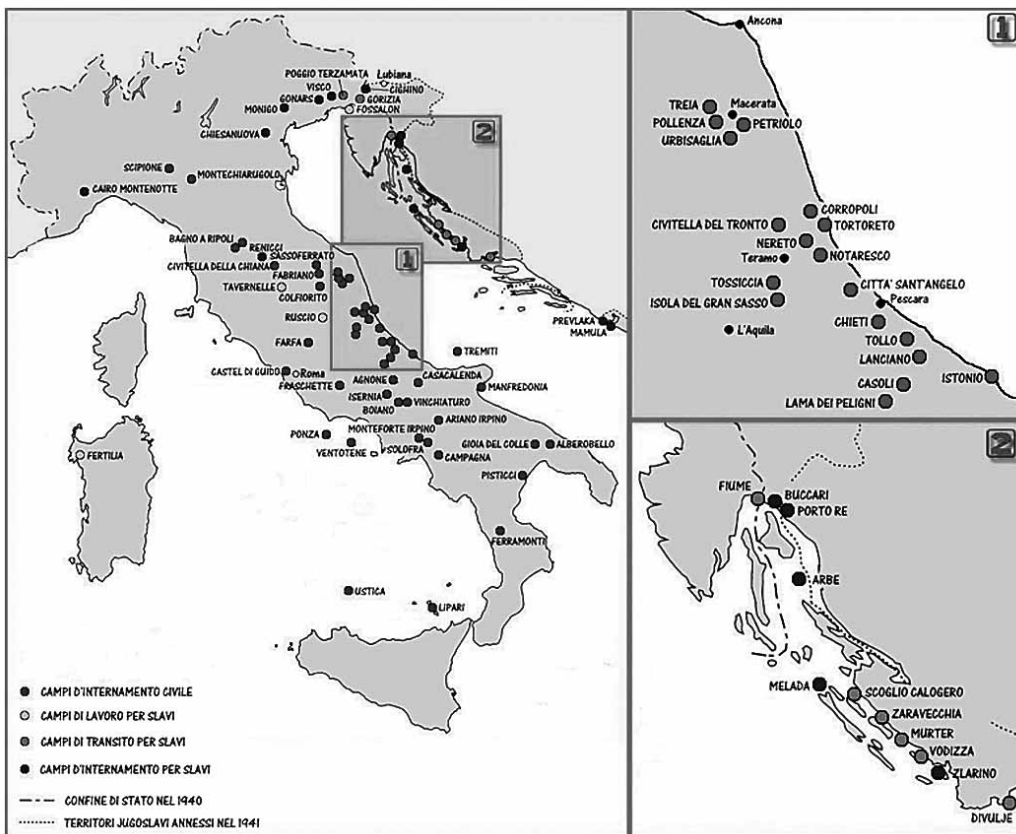 POGGIO TERZAMATA
Lubiana
VISCO
CIGHINO
GONARS
GORIZIA
MONIGO
FOSSALON
CHIESANUOVA
2
SCIPIONE
MONTECHIARUGOLO
CAIRO MONTENOTTE
BAGNO A RIPOLI
RENICCI
SASSOFERRATO
1
CIVITELLA DELLA CHIANA
FABRIANO
TAVERNELLE
COLFIORITO
RUSCIO
PREVLAKA
MAMULA
FARFA
TREMITI
CASTEL DI GUIDO
Roma
AGNONE
CASACALENDA
FRASCHETTE
MANFREDONIA
ISERNIA
BOIANO
VINCHIATURO
ARIANO IRPINO
MONTEFORTE IRPINO
PONZA
GIOIA DEL COLLE
ALBEROBELLO
VENTOTENE
SOLOFRA
FERTILIA
CAMPAGNA
PISTICCI
FERRAMONTI
USTICA
LIPARI
CAMPI D'INTERNAMENTO CIVILE
CAMPI DI LAVORO PER SLAVI
CAMPI DI TRANSITO PER SLAVI
CAMPI D'INTERNAMENTO PER SLAVI
CONFINE DI STATO NEL 1940
TERRITORI JUGOSLAVI ANNESSI NEL 1941
1
Ancona
TREIA
Macerata
POLLENZA
PETRIOLO
URBISAGLIA
CORROPOLI
CIVITELLA DEL TRONTO
TORTORETO
NERETO
Teramo
NOTARESCO
TOSSICCIA
CITTA' SANT'ANGELO
ISOLA DEL GRAN SASSO
Pescara
L'Aquila
CHIETI
TOLLO
LANCIANO
ISTONIO
CASOLI
LAMA DEI PELIGNI
2
FIUME
BUCCARI
PORTO RE
ARBE
MELADA
SCOGLIO CALOGERO
ZARAVECCHIA
MURTER
VODIZZA
ZLARINO
DIVULJE